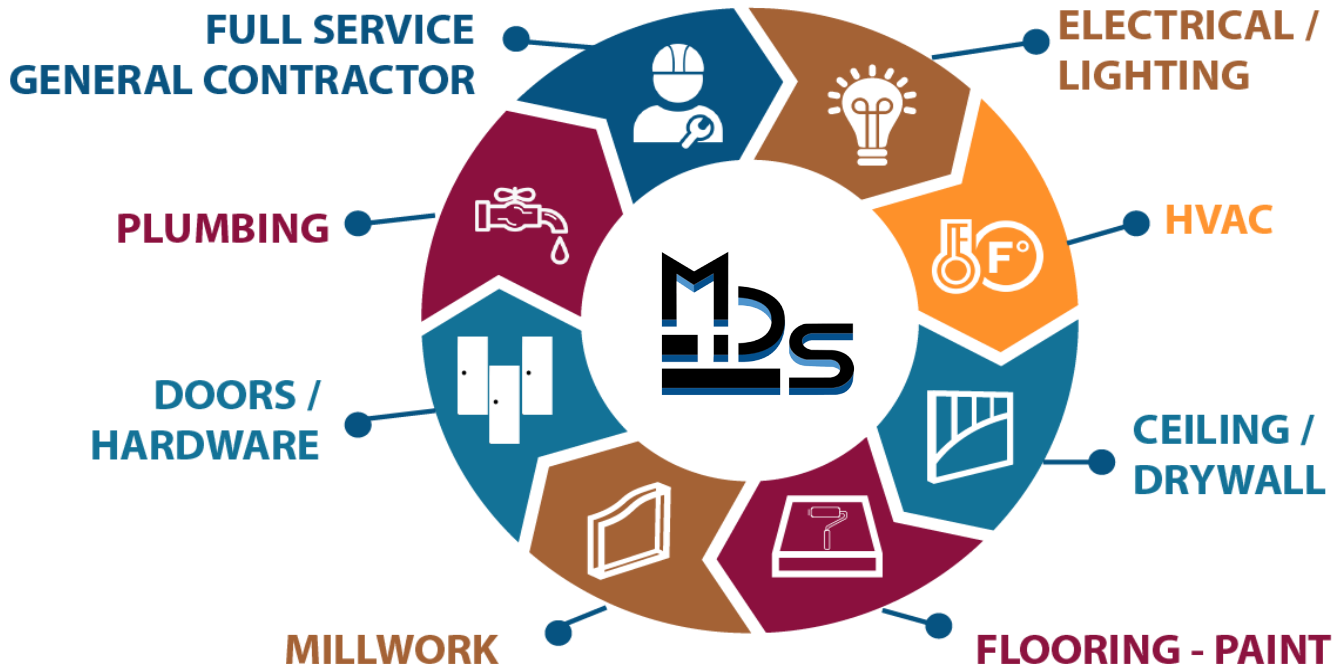 FULL SERVICE
GENERAL CONTRACTOR
ELECTRICAL /
LIGHTING
PLUMBING
HVAC
F°
MDS
DOORS /
HARDWARE
CEILING /
DRYWALL
MILLWORK
FLOORING - PAINT